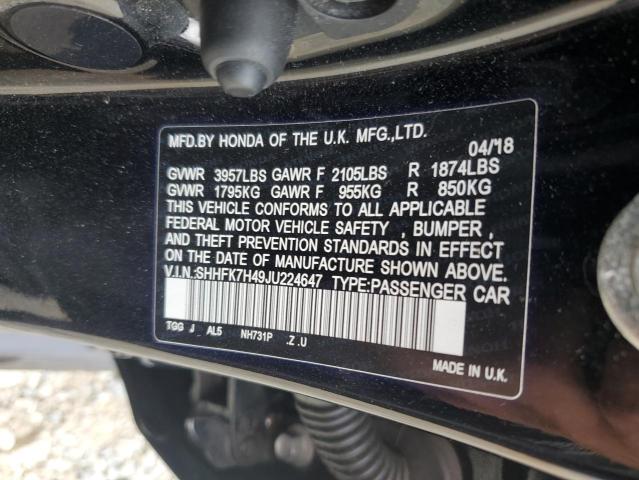 MFD.BY HONDA OF THE U.K. MFG.,LTD.
04/'18
GVWR 3957LBS GAWR F 2105LBS R 1874LBS
GVWR 1795KG GAWR F 955KG R 850KG
THIS VEHICLE CONFORMS TO ALL APPLICABLE
FEDERAL MOTOR VEHICLE SAFETY , BUMPER ,
AND THEFT PREVENTION STANDARDS IN EFFECT
ON THE DATE OF MANUFACTURE SHOWN ABOVE.
V.I.N.:SHHFK7H49JU224647 TYPE:PASSENGER CAR
TGG J AL5 NH731P .Z .U
MADE IN U.K.